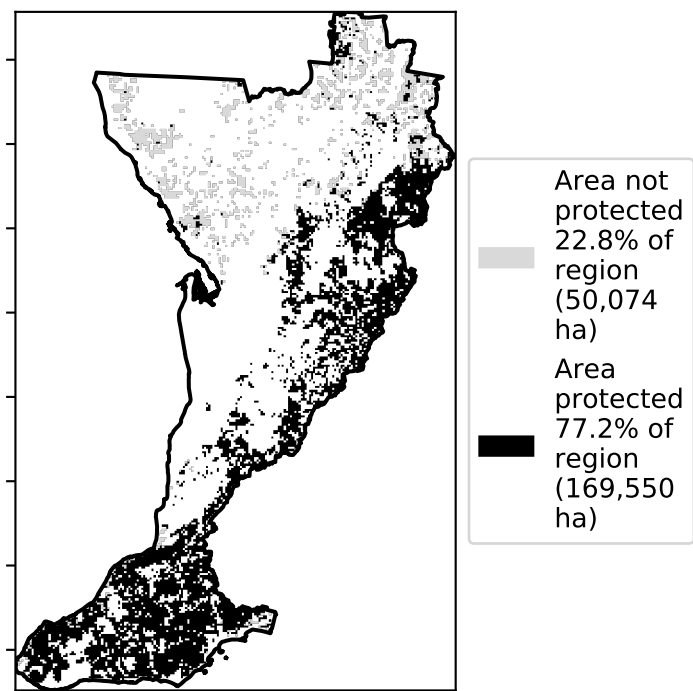 Area not
protected
22.8% of
region
(50,074
ha)
Area
protected
77.2% of
region
(169,550
ha)